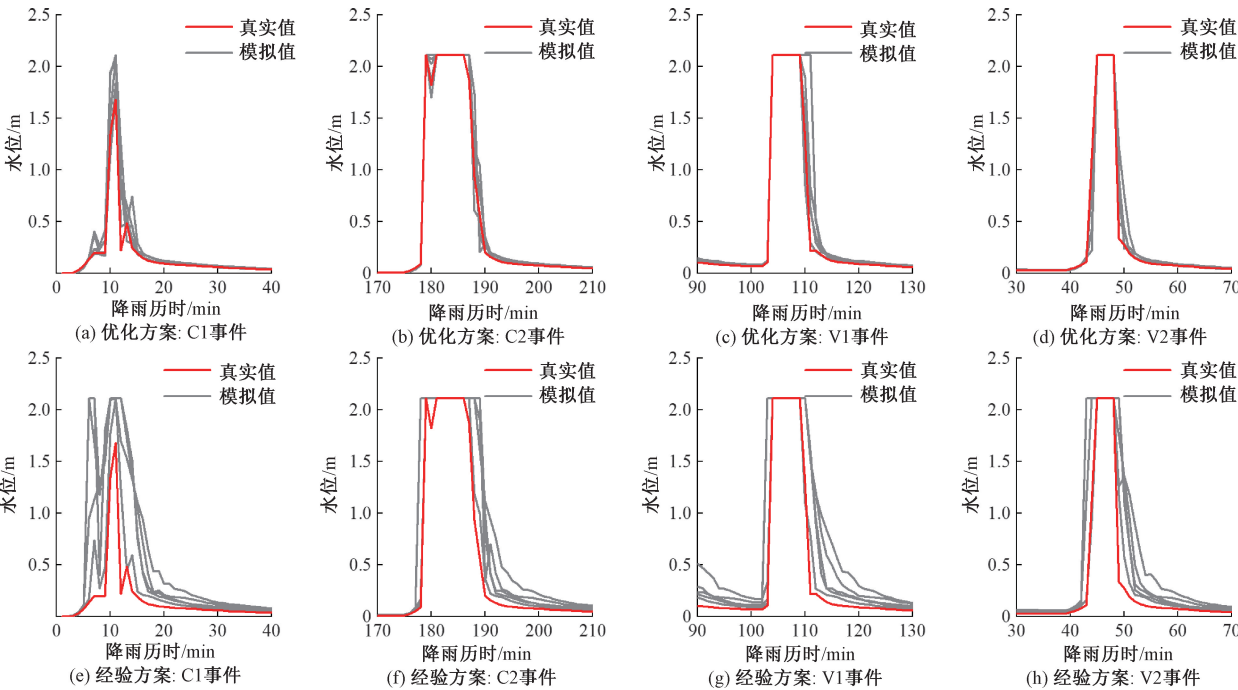 2.5
2.0
1.5
1.0
0.5
0
水位/m
真实值
模拟值
0 10 20 30 40
降雨历时/min
(a) 优化方案: C1事件
2.5
2.0
1.5
1.0
0.5
0
水位/m
真实值
模拟值
170 180 190 200 210
降雨历时/min
(b) 优化方案: C2事件
2.5
2.0
1.5
1.0
0.5
0
水位/m
真实值
模拟值
90 100 110 120 130
降雨历时/min
(c) 优化方案: V1事件
2.5
2.0
1.5
1.0
0.5
0
水位/m
真实值
模拟值
30 40 50 60 70
降雨历时/min
(d) 优化方案: V2事件
2.5
2.0
1.5
1.0
0.5
水位/m
真实值
模拟值
0 10 20 30 40
降雨历时/min
(e) 经验方案: C1事件
2.5
2.0
1.5
1.0
0.5
0
水位/m
真实值
模拟值
170 180 190 200 210
降雨历时/min
(f) 经验方案: C2事件
2.5
2.0
1.5
1.0
0.5
0
水位/m
真实值
模拟值
90 100 110 120 130
降雨历时/min
(g) 经验方案: V1事件
2.5
2.0
1.5
1.0
0.5
0
水位/m
真实值
模拟值
30 40 50 60 70
降雨历时/min
(h) 经验方案: V2事件